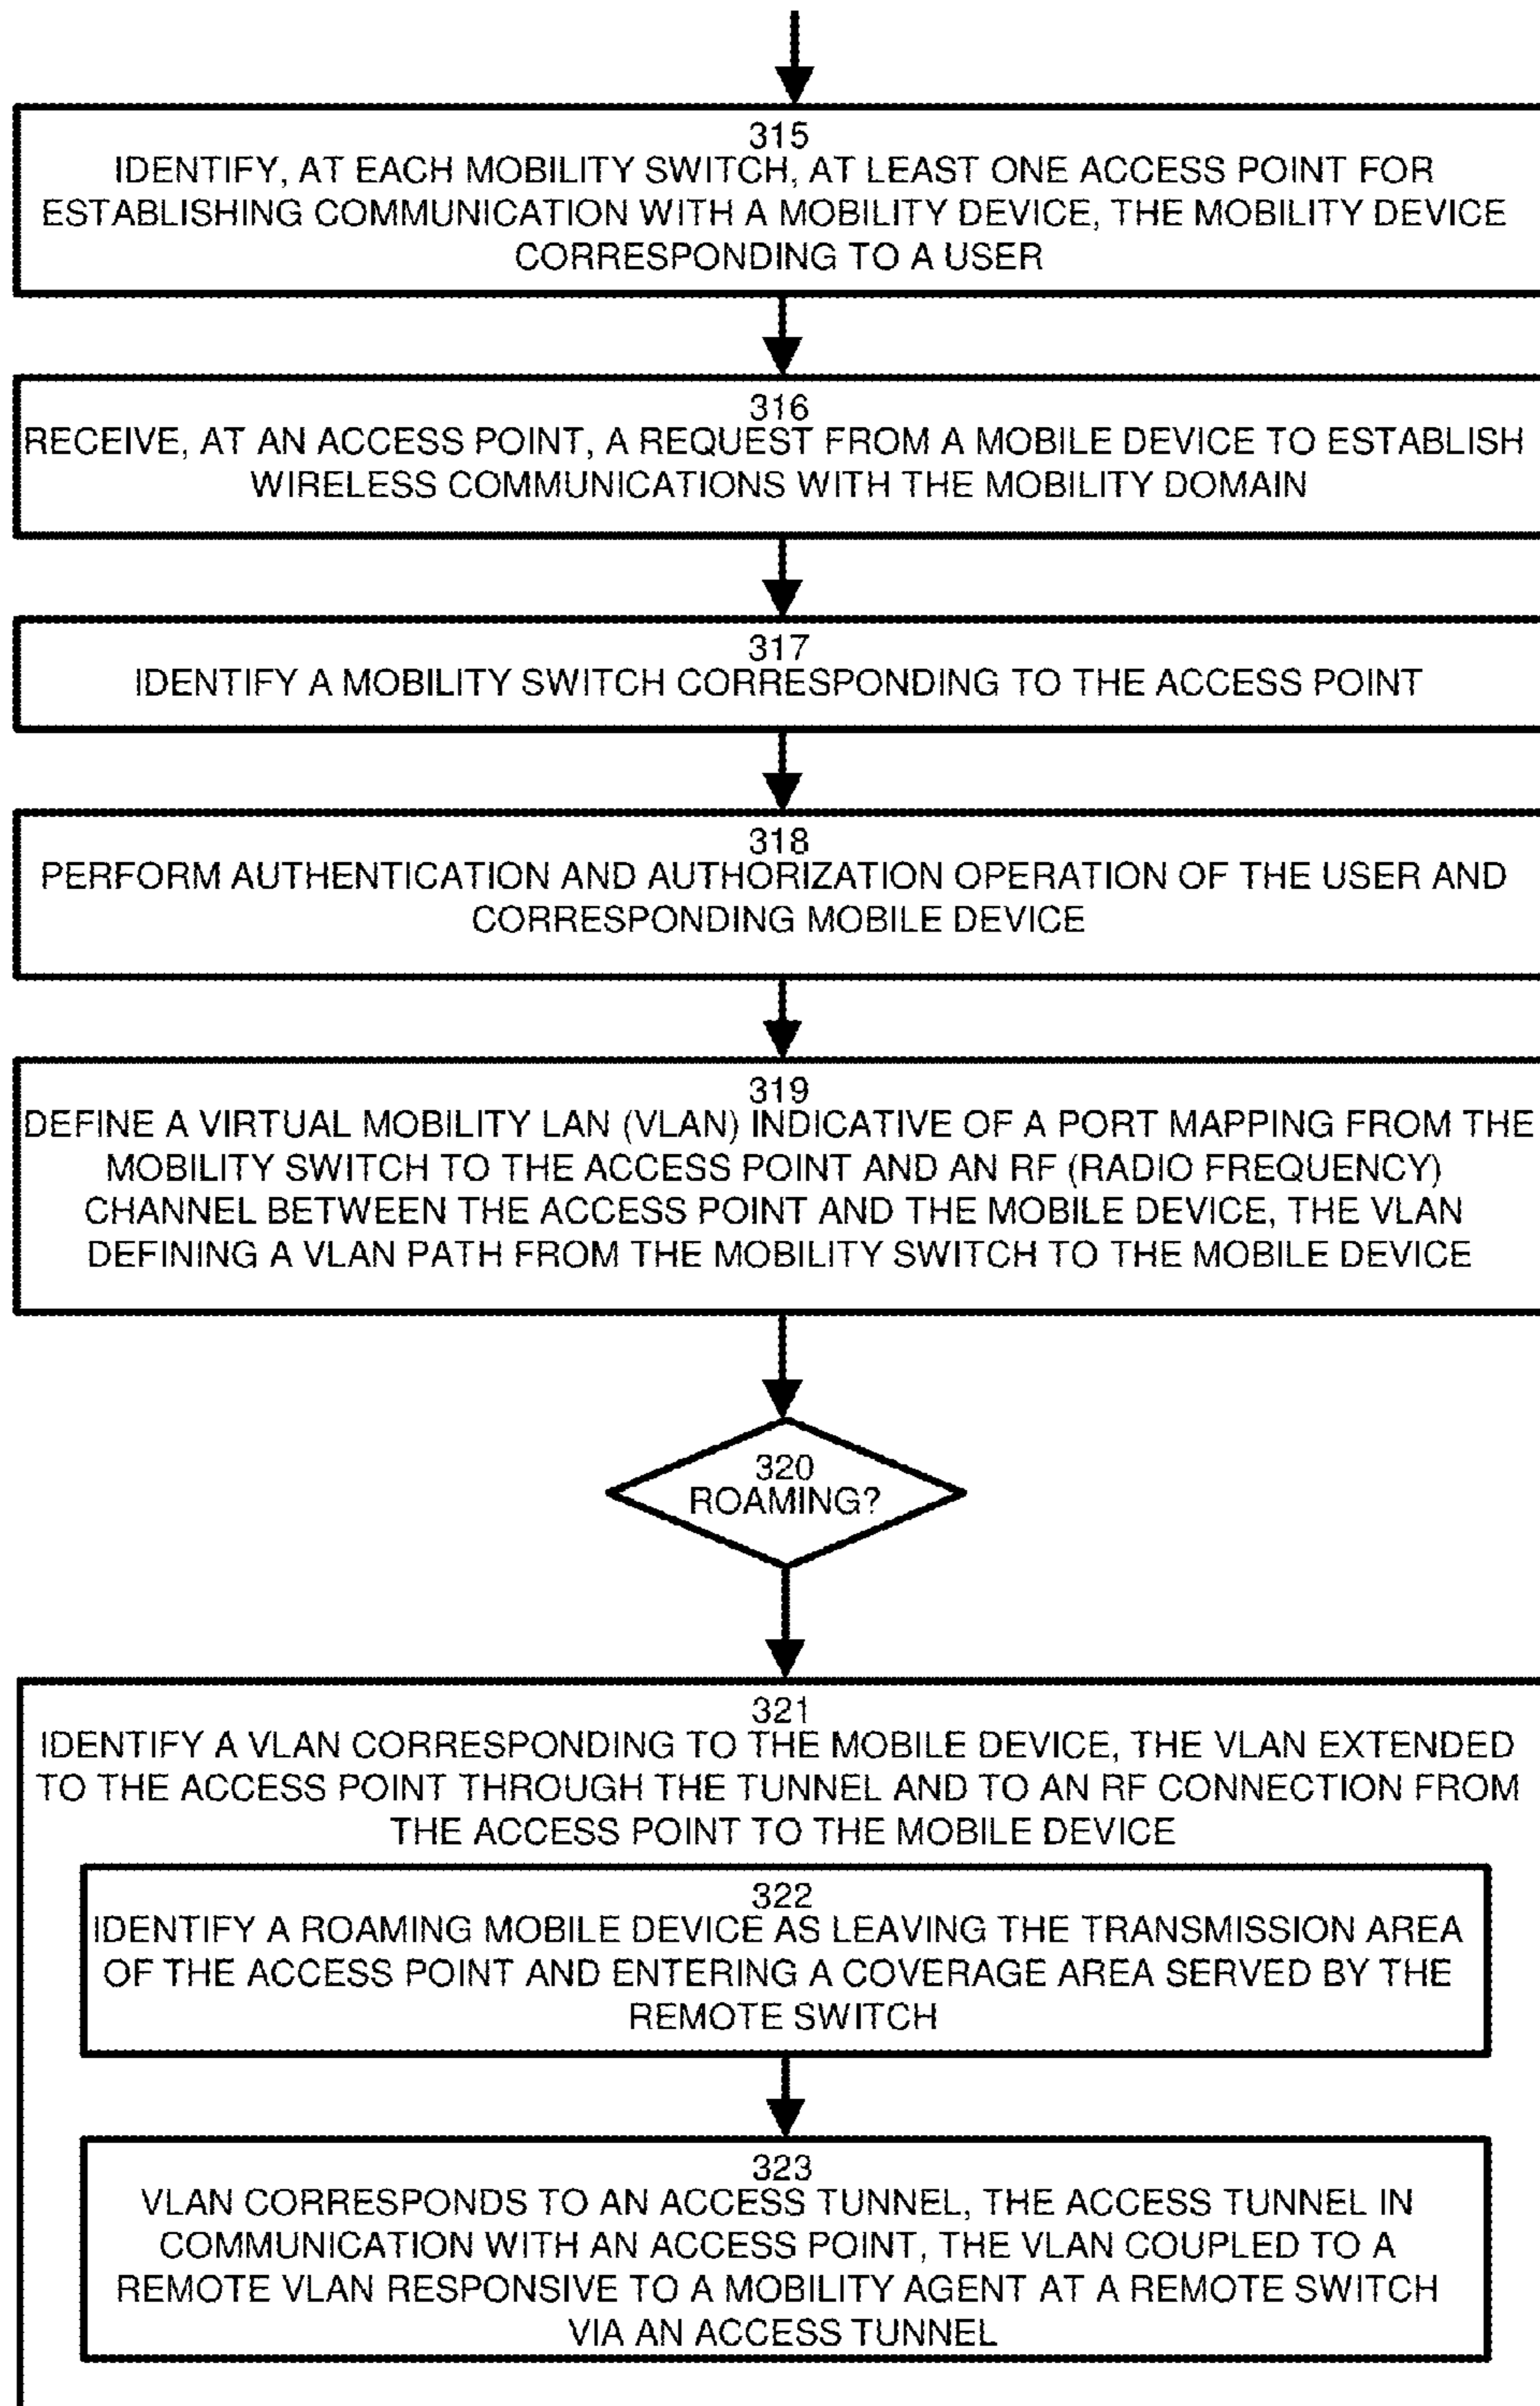 315
IDENTIFY, AT EACH MOBILITY SWITCH, AT LEAST ONE ACCESS POINT FOR
ESTABLISHING COMMUNICATION WITH A MOBILITY DEVICE, THE MOBILITY DEVICE
CORRESPONDING TO A USER
316
RECEIVE, AT AN ACCESS POINT, A REQUEST FROM A MOBILE DEVICE TO ESTABLISH
WIRELESS COMMUNICATIONS WITH THE MOBILITY DOMAIN
317
IDENTIFY A MOBILITY SWITCH CORRESPONDING TO THE ACCESS POINT
318
PERFORM AUTHENTICATION AND AUTHORIZATION OPERATION OF THE USER AND
CORRESPONDING MOBILE DEVICE
319
DEFINE A VIRTUAL MOBILITY LAN (VLAN) INDICATIVE OF A PORT MAPPING FROM THE
MOBILITY SWITCH TO THE ACCESS POINT AND AN RF (RADIO FREQUENCY)
CHANNEL BETWEEN THE ACCESS POINT AND THE MOBILE DEVICE, THE VLAN
DEFINING A VLAN PATH FROM THE MOBILITY SWITCH TO THE MOBILE DEVICE
320
ROAMING?
321
IDENTIFY A VLAN CORRESPONDING TO THE MOBILE DEVICE, THE VLAN EXTENDED
TO THE ACCESS POINT THROUGH THE TUNNEL AND TO AN RF CONNECTION FROM
THE ACCESS POINT TO THE MOBILE DEVICE
322
IDENTIFY A ROAMING MOBILE DEVICE AS LEAVING THE TRANSMISSION AREA
OF THE ACCESS POINT AND ENTERING A COVERAGE AREA SERVED BY THE
REMOTE SWITCH
323
VLAN CORRESPONDS TO AN ACCESS TUNNEL, THE ACCESS TUNNEL IN
COMMUNICATION WITH AN ACCESS POINT, THE VLAN COUPLED TO A
REMOTE VLAN RESPONSIVE TO A MOBILITY AGENT AT A REMOTE SWITCH
VIA AN ACCESS TUNNEL